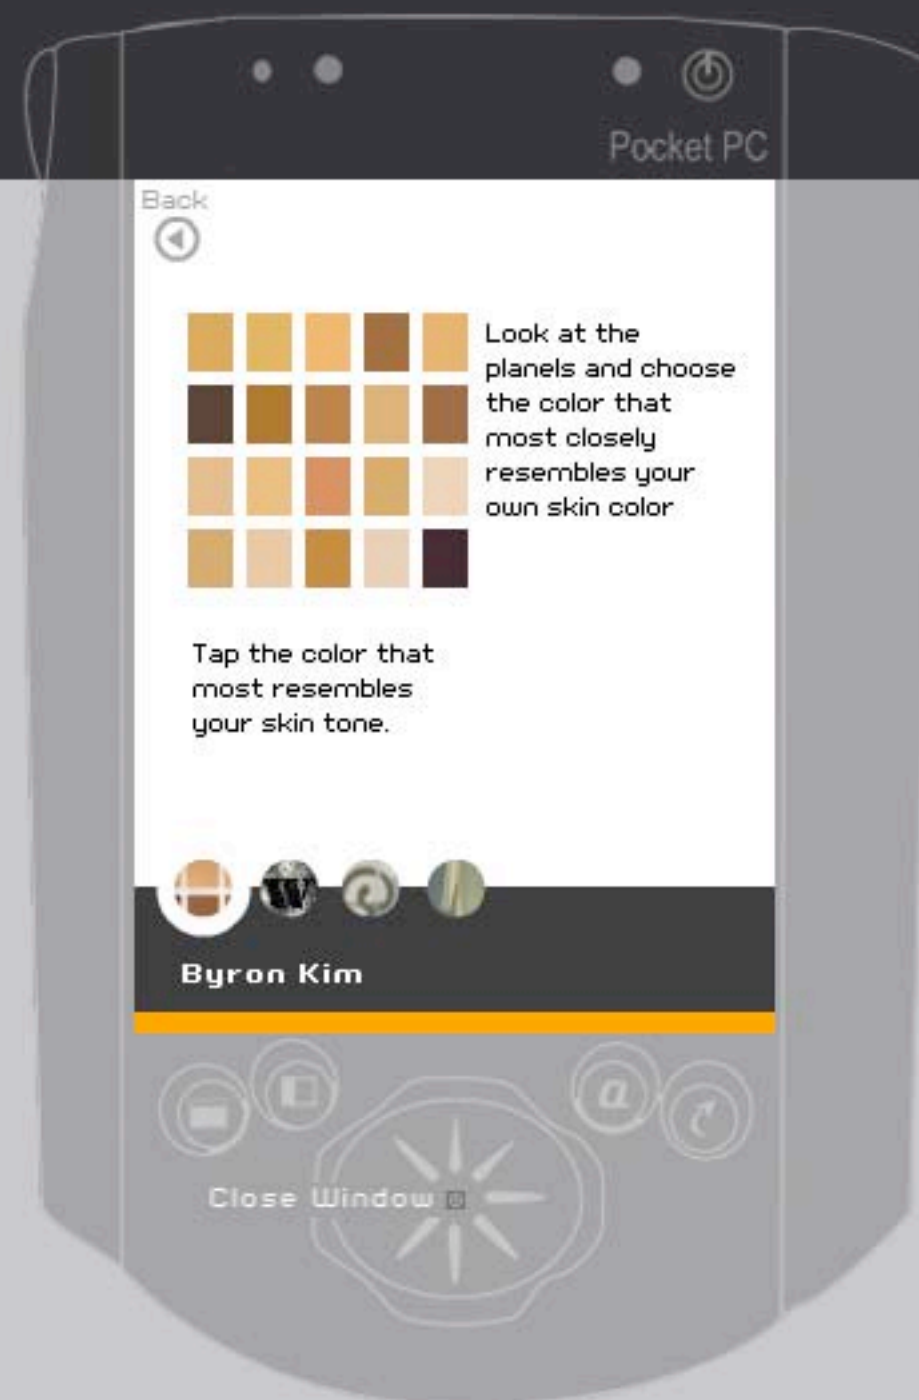 Pocket PC
Back
Look at the
planels and choose
the color that
most closely
resembles your
own skin color
Tap the color that
most resembles
your skin tone.
W
Byron Kim
a
Close Window